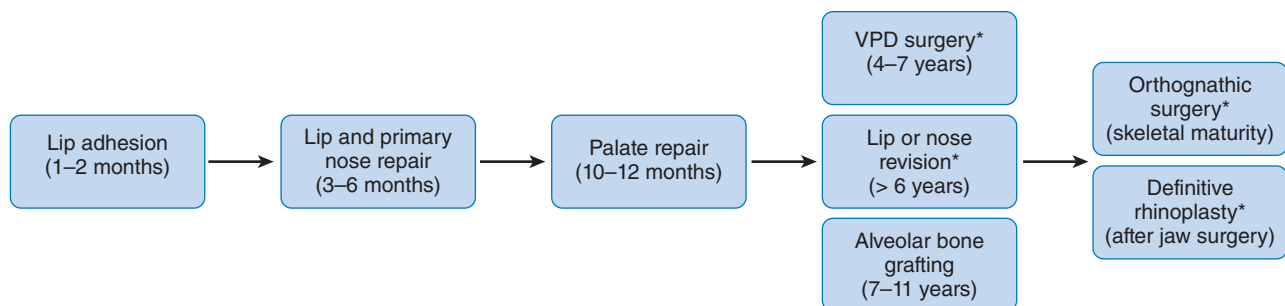 Lip adhesion
(1–2 months)
Lip and primary
nose repair
(3–6 months)
Palate repair
(10–12 months)
VPD surgery*
(4–7 years)
Lip or nose
revision*
(> 6 years)
Alveolar bone
grafting
(7–11 years)
Orthognathic
surgery*
(skeletal maturity)
Definitive
rhinoplasty*
(after jaw surgery)